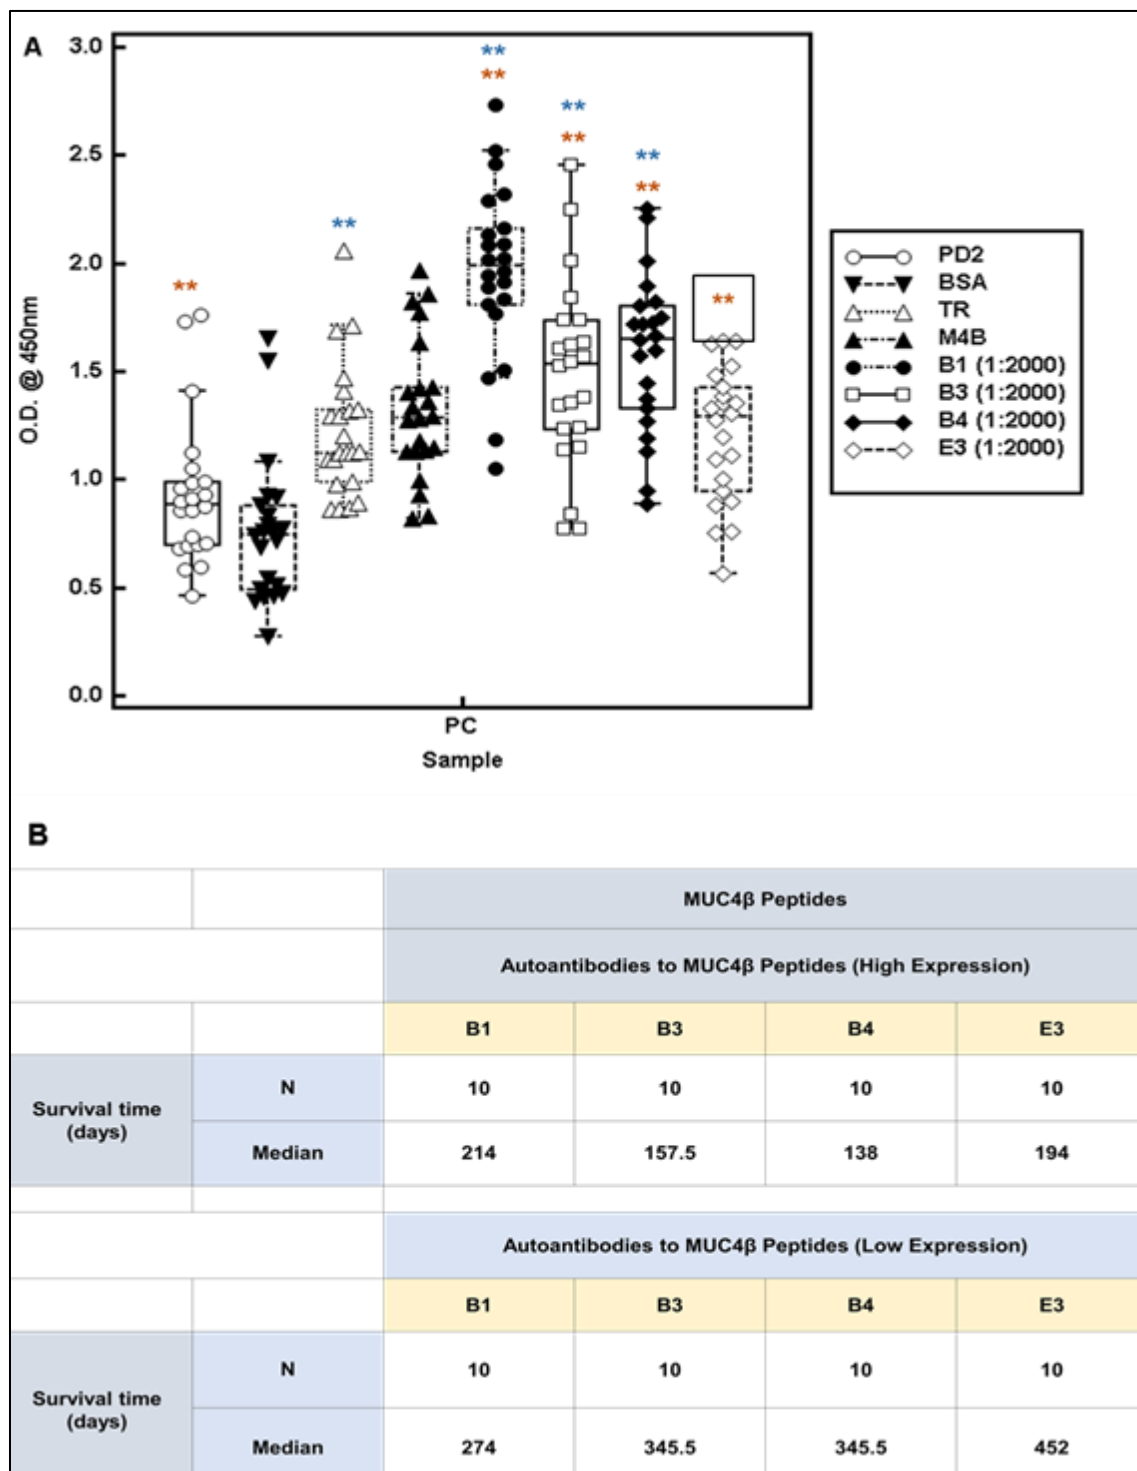 A
3.0
2.5
2.0
1.5
1.0
0.5
0.0
O.D. @ 450nm
**
**
**
**
**
**
**
**
**
PC
Sample
PD2
BSA
TR
M4B
B1 (1:2000)
B3 (1:2000)
B4 (1:2000)
E3 (1:2000)
B
MUC4β Peptides
Autoantibodies to MUC4β Peptides (High Expression)
B1 B3 B4 E3
Survival time
(days)
N 10 10 10 10
Median 214 157.5 138 194
Autoantibodies to MUC4β Peptides (Low Expression)
B1 B3 B4 E3
Survival time
(days)
N 10 10 10 10
Median 274 345.5 345.5 452